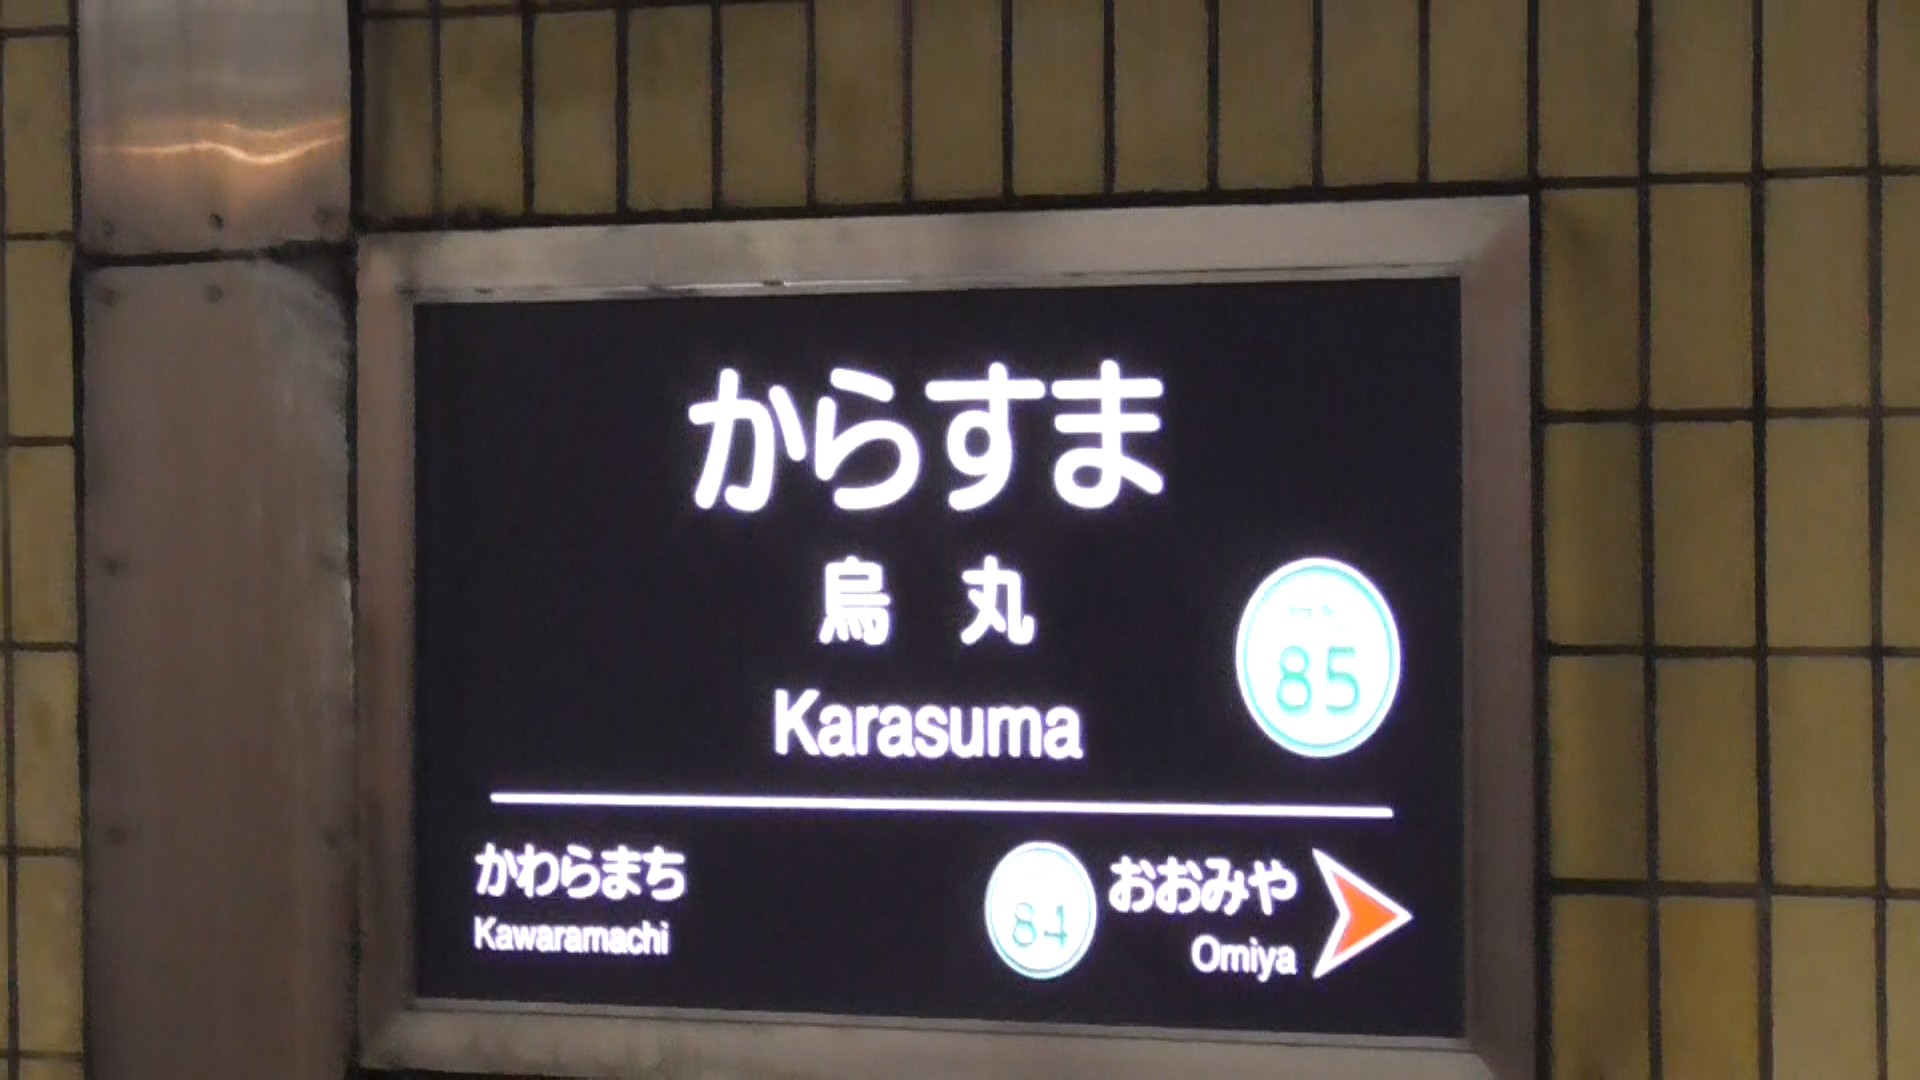 からすま
烏丸
Karasuma
85
かわらまち
Kawaramachi
84
おおみや
Omiya